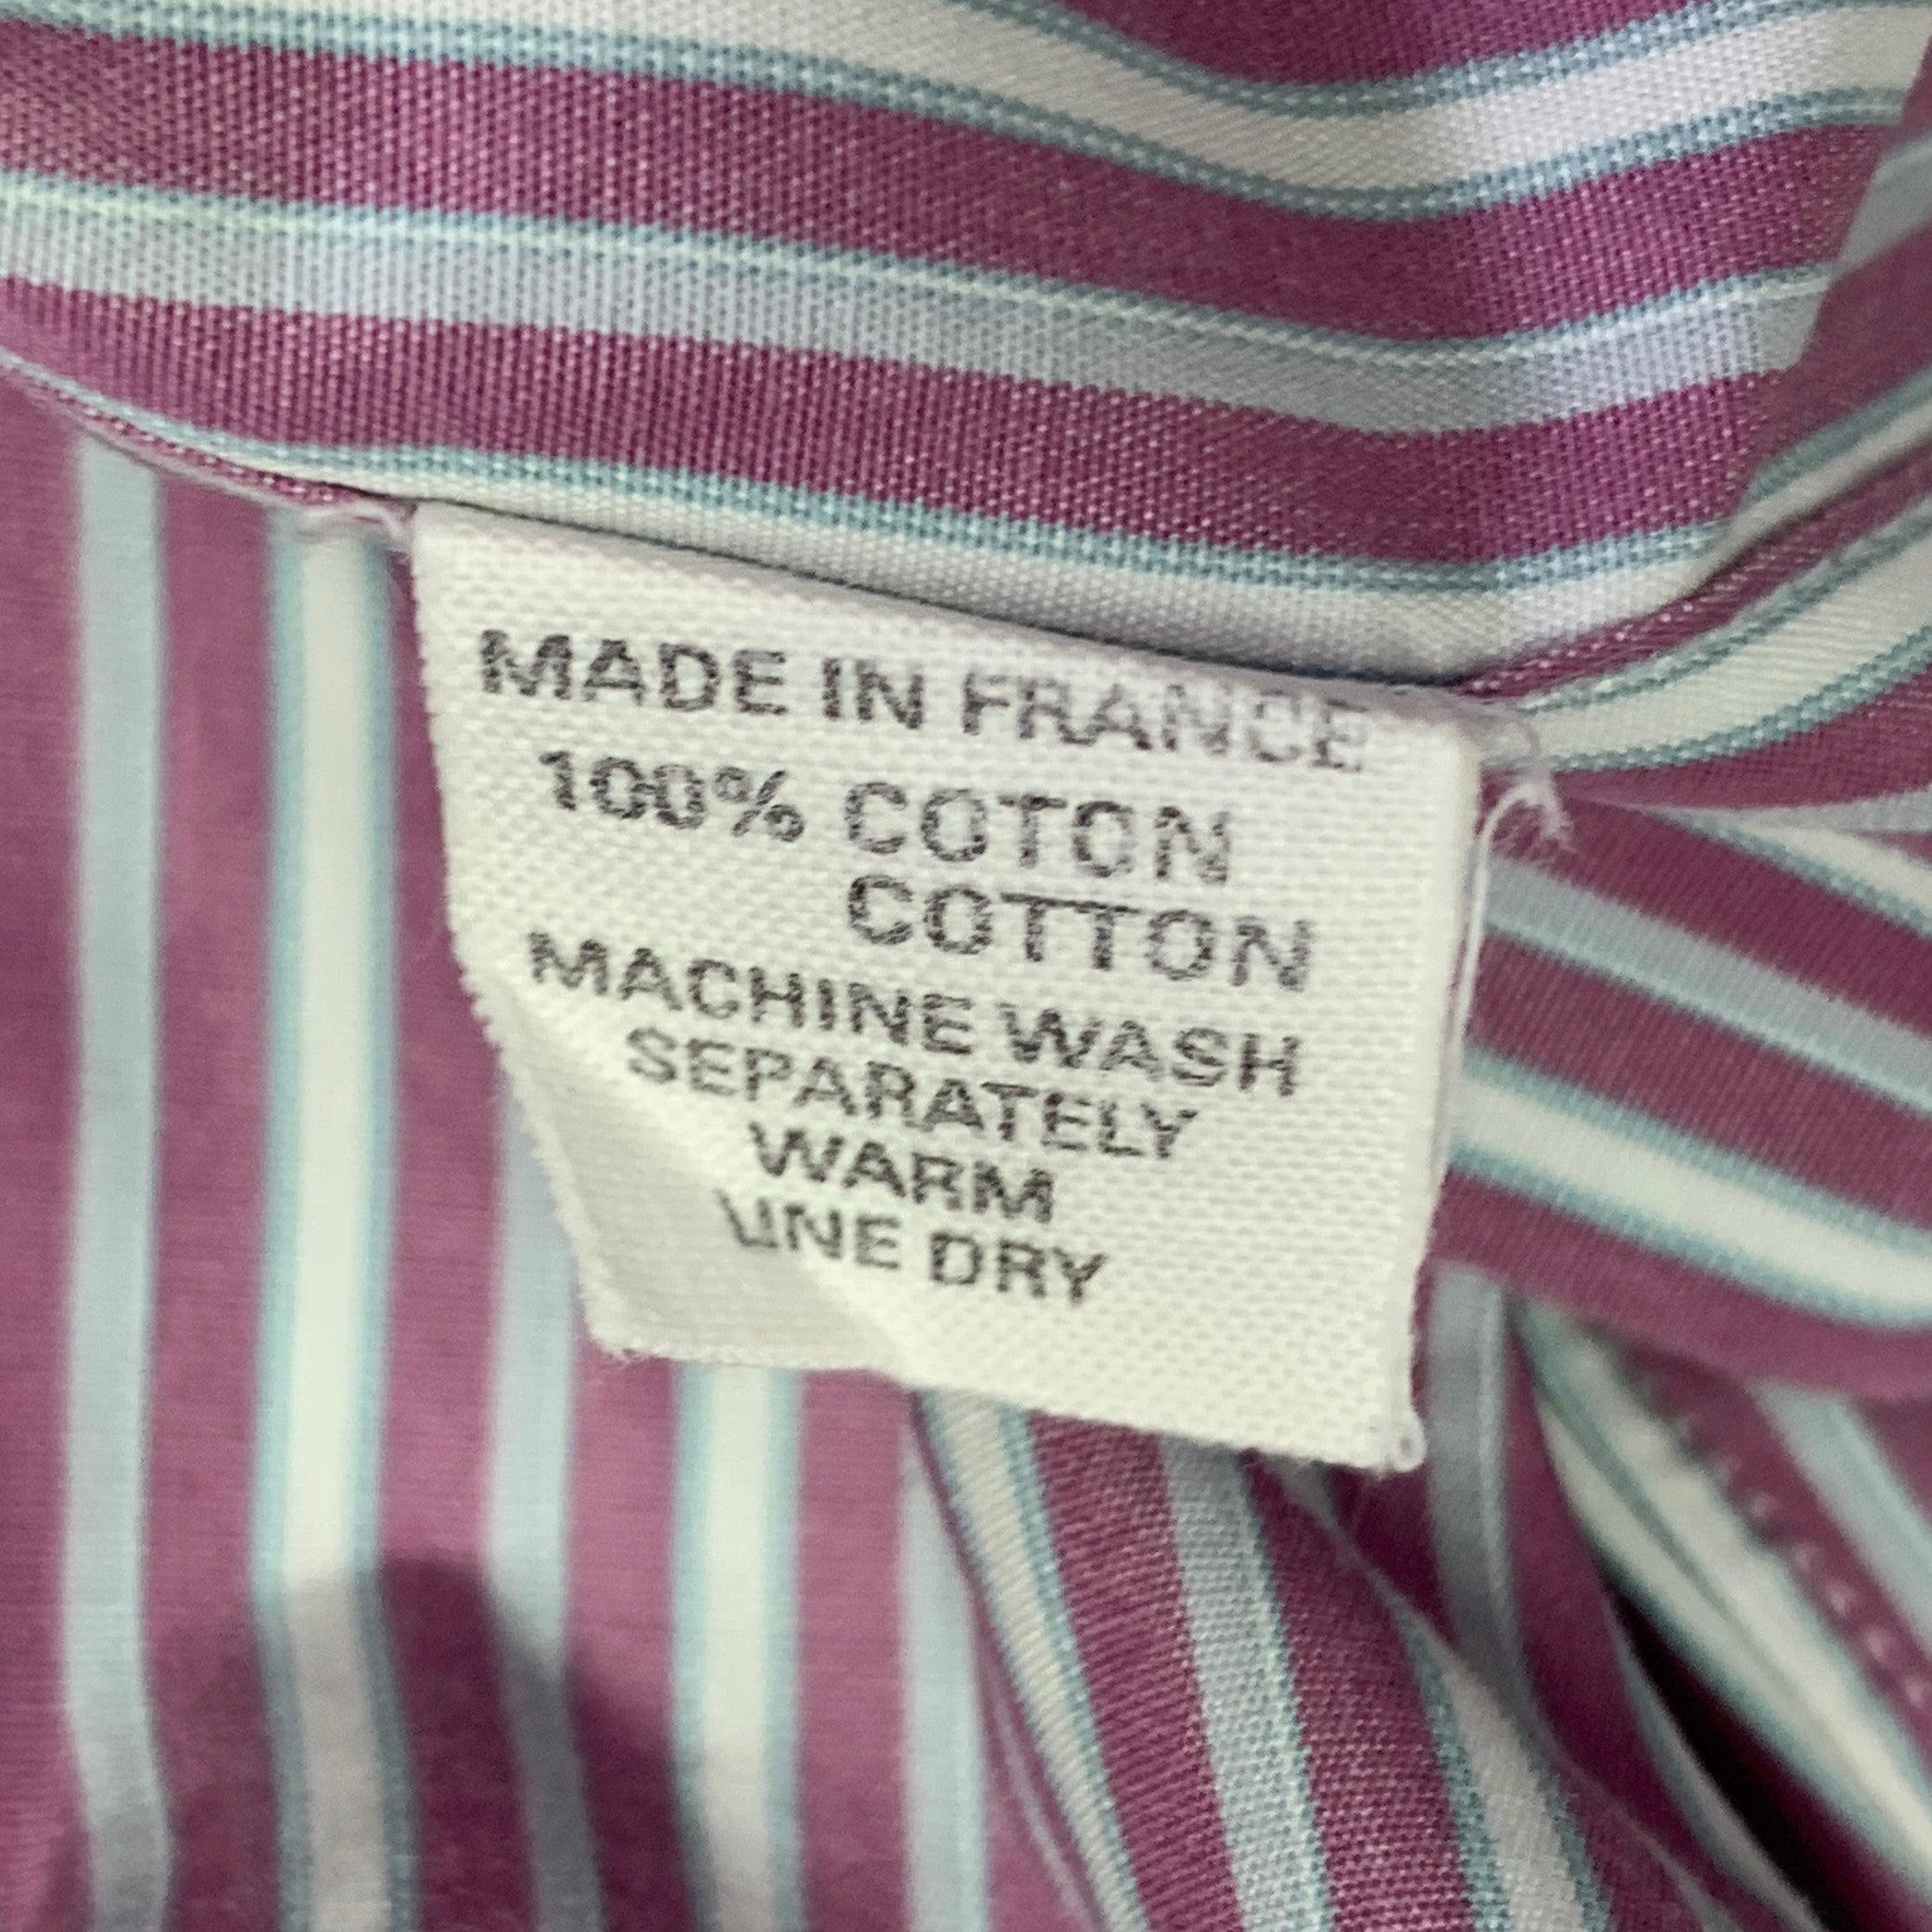 MADE IN FRANCE
100% COTON
COTTON
MACHINE WASH
SEPARATELY
WARM
LINE DRY